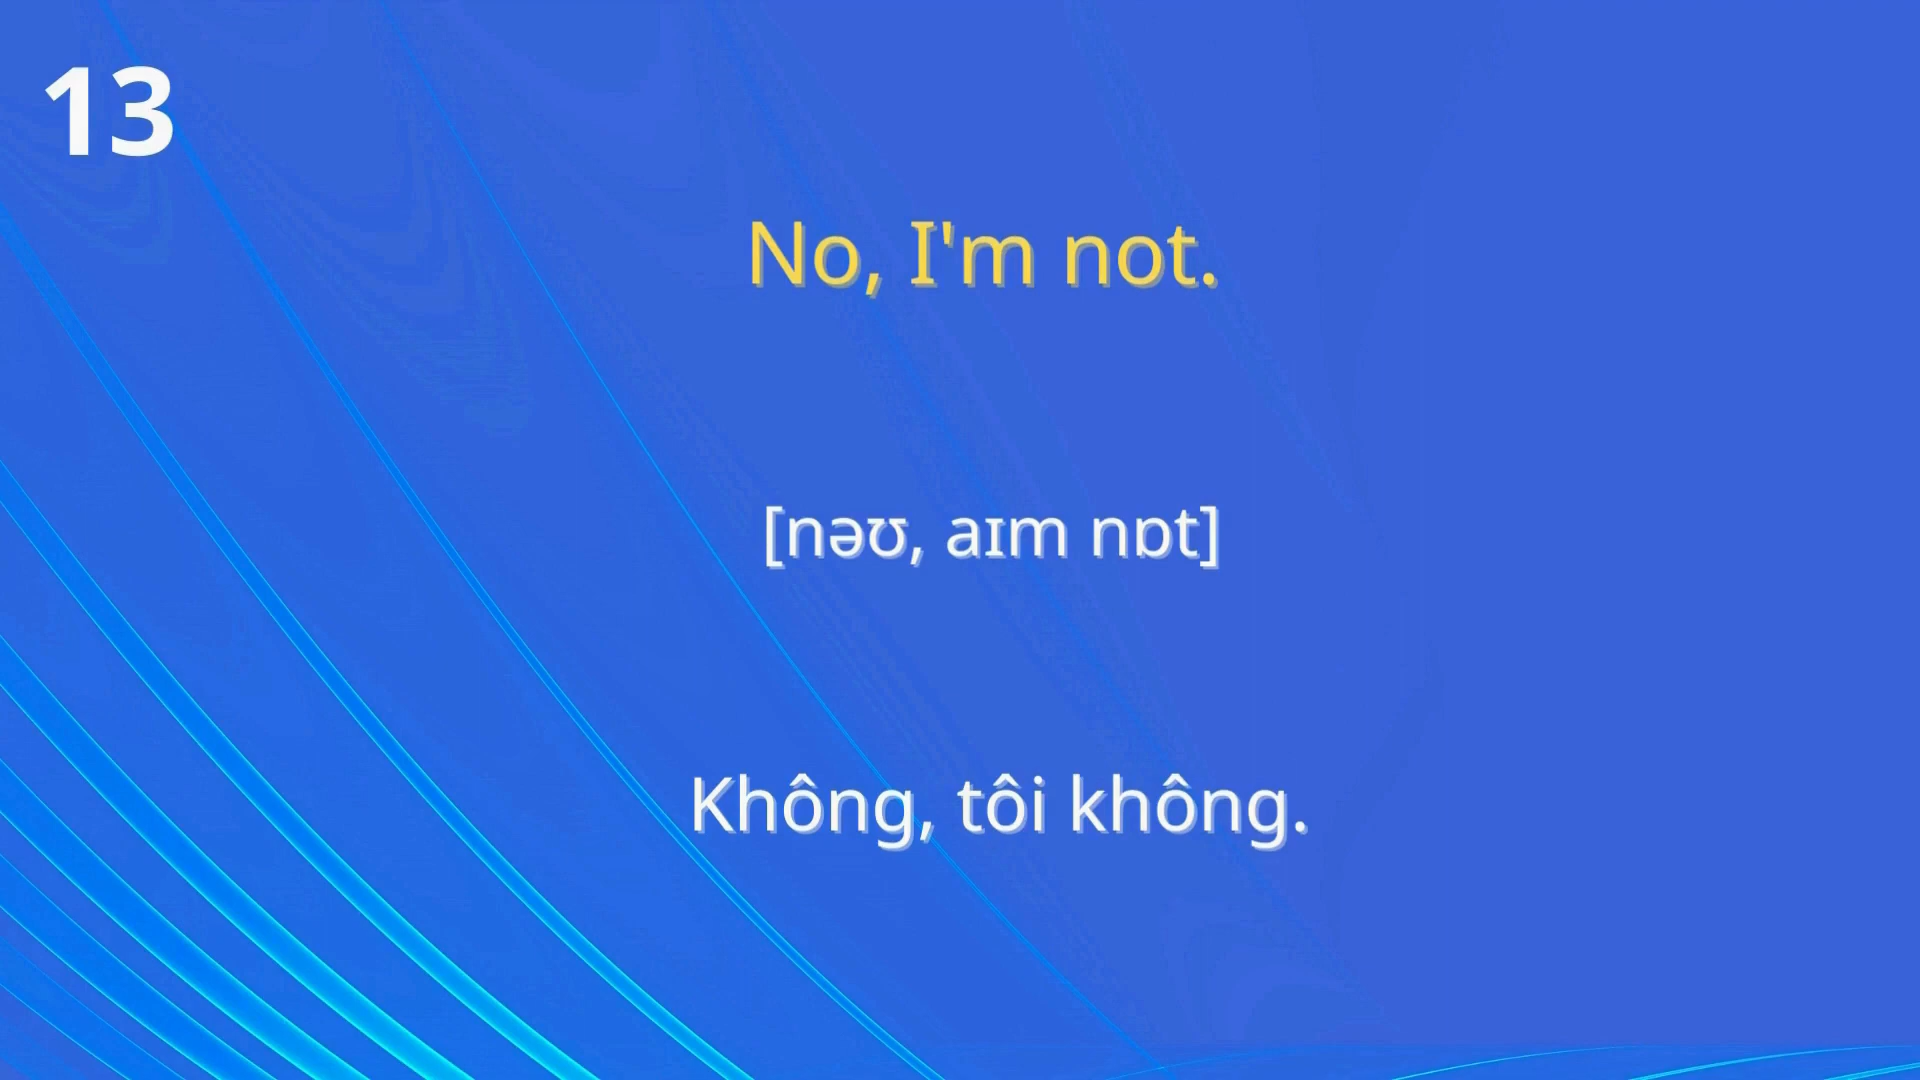 13
No, I'm not.
[nəʊ, aɪm nɒt]
Không, tôi không.